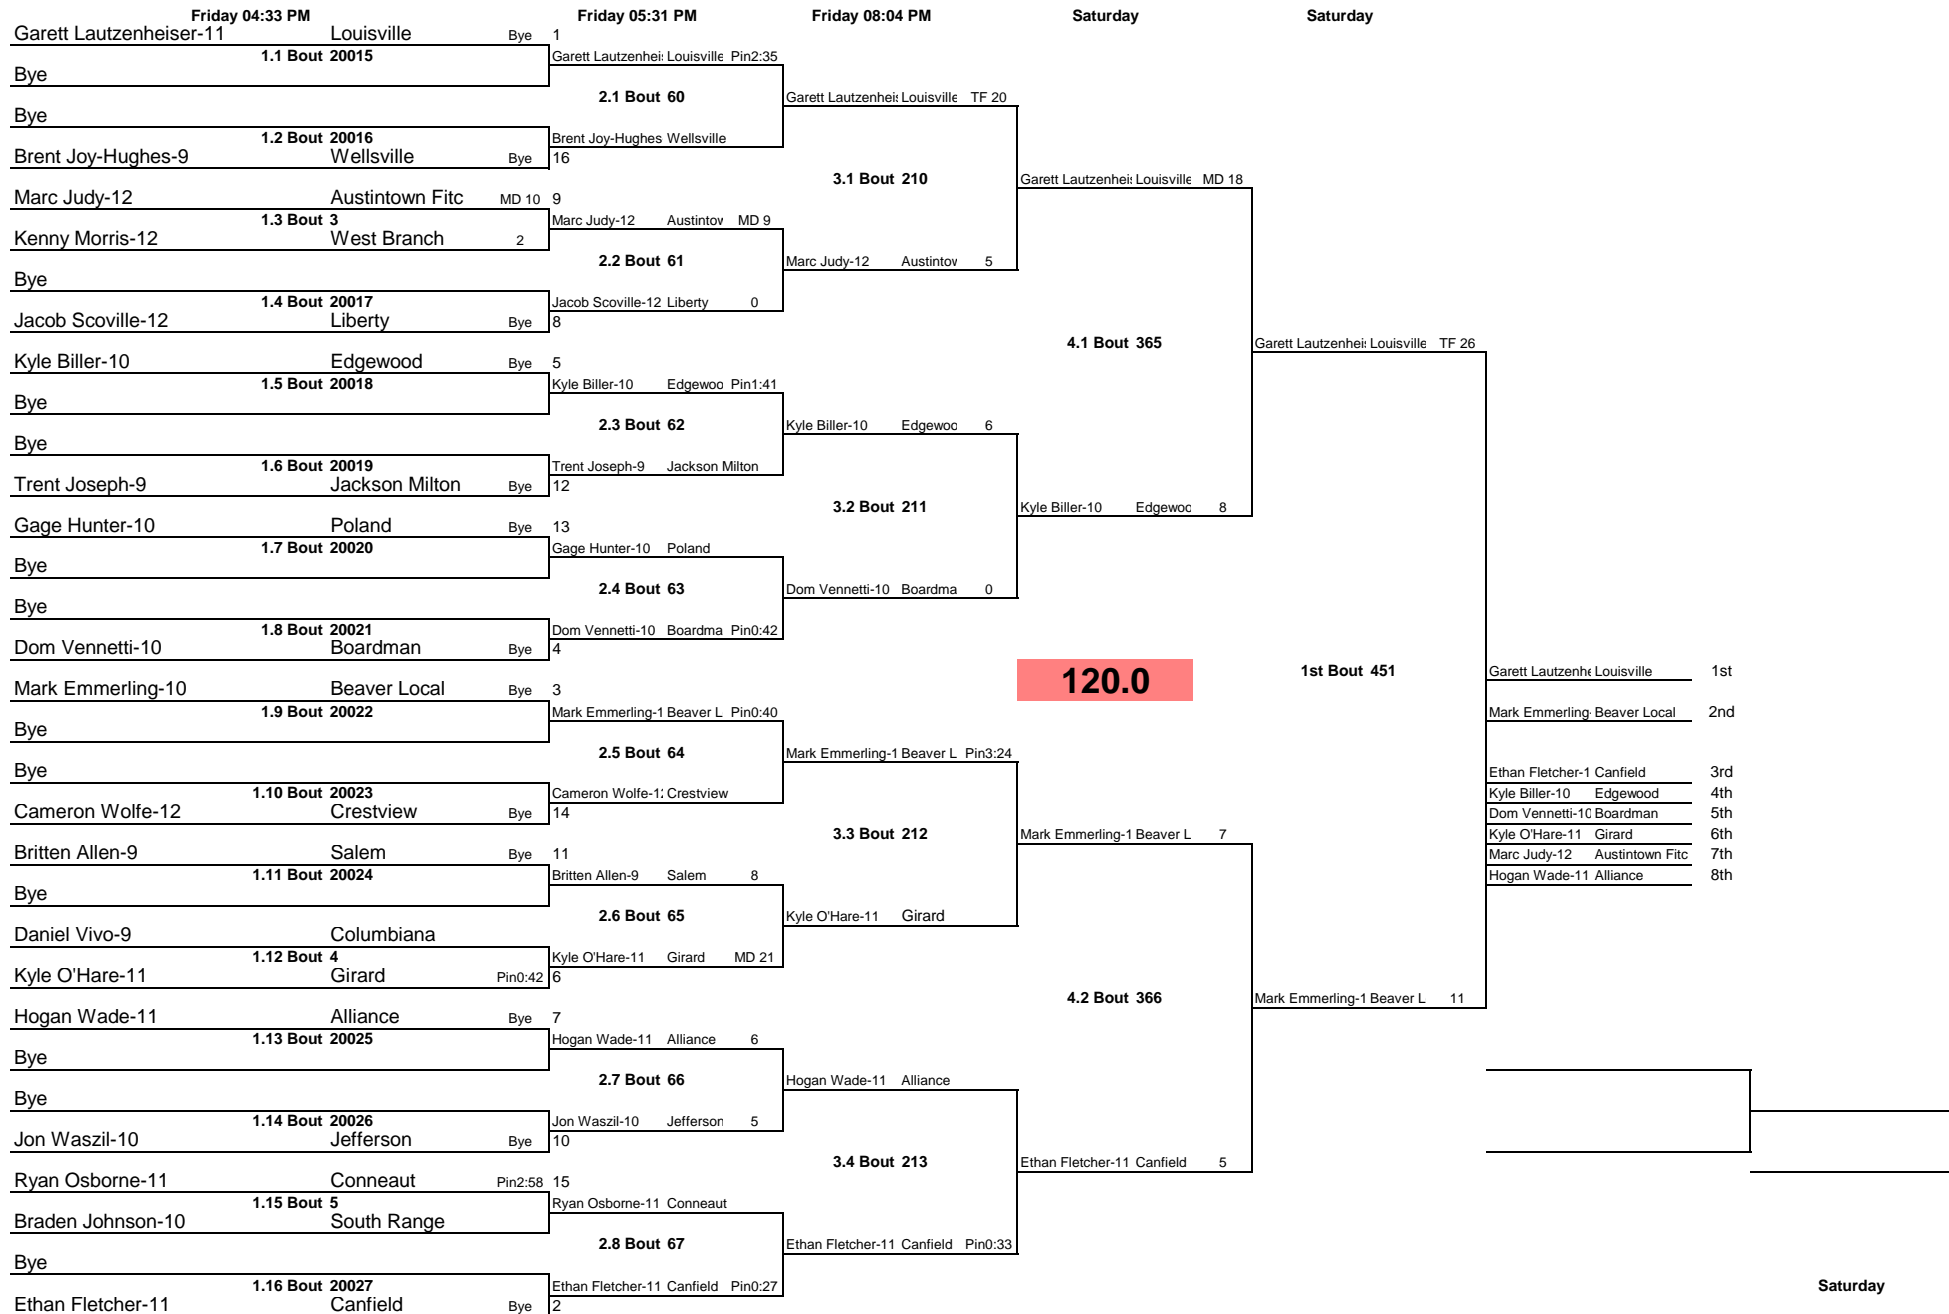 Friday 04:33 PM Friday 05:31 PM Friday 08:04 PM Saturday Saturday
Garett Lautzenheiser-11 Louisville Bye 1
1.1 Bout 20015 Garett Lautzenhei Louisville Pin2:35
Bye
2.1 Bout 60 Garett Lautzenhei Louisville TF 20
Bye
1.2 Bout 20016 Brent Joy-Hughes Wellsville
Brent Joy-Hughes-9 Wellsville Bye 16
3.1 Bout 210 Garett Lautzenhei Louisville MD 18
Marc Judy-12 Austintown Fitc MD 10 9
1.3 Bout 3 Marc Judy-12 Austintov MD 9
Kenny Morris-12 West Branch 2
2.2 Bout 61 Marc Judy-12 Austintov 5
Bye
1.4 Bout 20017 Jacob Scoville-12 Liberty 0
Jacob Scoville-12 Liberty Bye 8
4.1 Bout 365 Garett Lautzenhei Louisville TF 26
Kyle Biller-10 Edgewood Bye 5
1.5 Bout 20018 Kyle Biller-10 Edgewoo Pin1:41
Bye
2.3 Bout 62 Kyle Biller-10 Edgewoo 6
Bye
1.6 Bout 20019 Trent Joseph-9 Jackson Milton
Trent Joseph-9 Jackson Milton Bye 12
3.2 Bout 211 Kyle Biller-10 Edgewoo 8
Gage Hunter-10 Poland Bye 13
1.7 Bout 20020 Gage Hunter-10 Poland
Bye
2.4 Bout 63 Dom Vennetti-10 Boardma 0
Bye
1.8 Bout 20021 Dom Vennetti-10 Boardma Pin0:42
Dom Vennetti-10 Boardman Bye 4
120.0 1st Bout 451 Garett Lautzenhe Louisville 1st
Mark Emmerling-10 Beaver Local Bye 3
1.9 Bout 20022 Mark Emmerling-1 Beaver L Pin0:40 Mark Emmerling- Beaver Local 2nd
Bye
2.5 Bout 64 Mark Emmerling-1 Beaver L Pin3:24
Bye Ethan Fletcher-1 Canfield 3rd
1.10 Bout 20023 Cameron Wolfe-1 Crestview Kyle Biller-10 Edgewood 4th
Cameron Wolfe-12 Crestview Bye 14 Dom Vennetti-10 Boardman 5th
3.3 Bout 212 Mark Emmerling-1 Beaver L 7 Kyle O'Hare-11 Girard 6th
Britten Allen-9 Salem Bye 11 Marc Judy-12 Austintown Fitc 7th
1.11 Bout 20024 Britten Allen-9 Salem 8 Hogan Wade-11 Alliance 8th
Bye
2.6 Bout 65 Kyle O'Hare-11 Girard
Daniel Vivo-9 Columbiana
1.12 Bout 4 Kyle O'Hare-11 Girard MD 21
Kyle O'Hare-11 Girard Pin0:42 6
4.2 Bout 366 Mark Emmerling-1 Beaver L 11
Hogan Wade-11 Alliance Bye 7
1.13 Bout 20025 Hogan Wade-11 Alliance 6
Bye
2.7 Bout 66 Hogan Wade-11 Alliance
Bye
1.14 Bout 20026 Jon Waszil-10 Jefferson 5
Jon Waszil-10 Jefferson Bye 10
3.4 Bout 213 Ethan Fletcher-11 Canfield 5
Ryan Osborne-11 Conneaut Pin2:58 15
1.15 Bout 5 Ryan Osborne-11 Conneaut
Braden Johnson-10 South Range
2.8 Bout 67 Ethan Fletcher-11 Canfield Pin0:33
Bye
1.16 Bout 20027 Ethan Fletcher-11 Canfield Pin0:27 Saturday
Ethan Fletcher-11 Canfield Bye 2